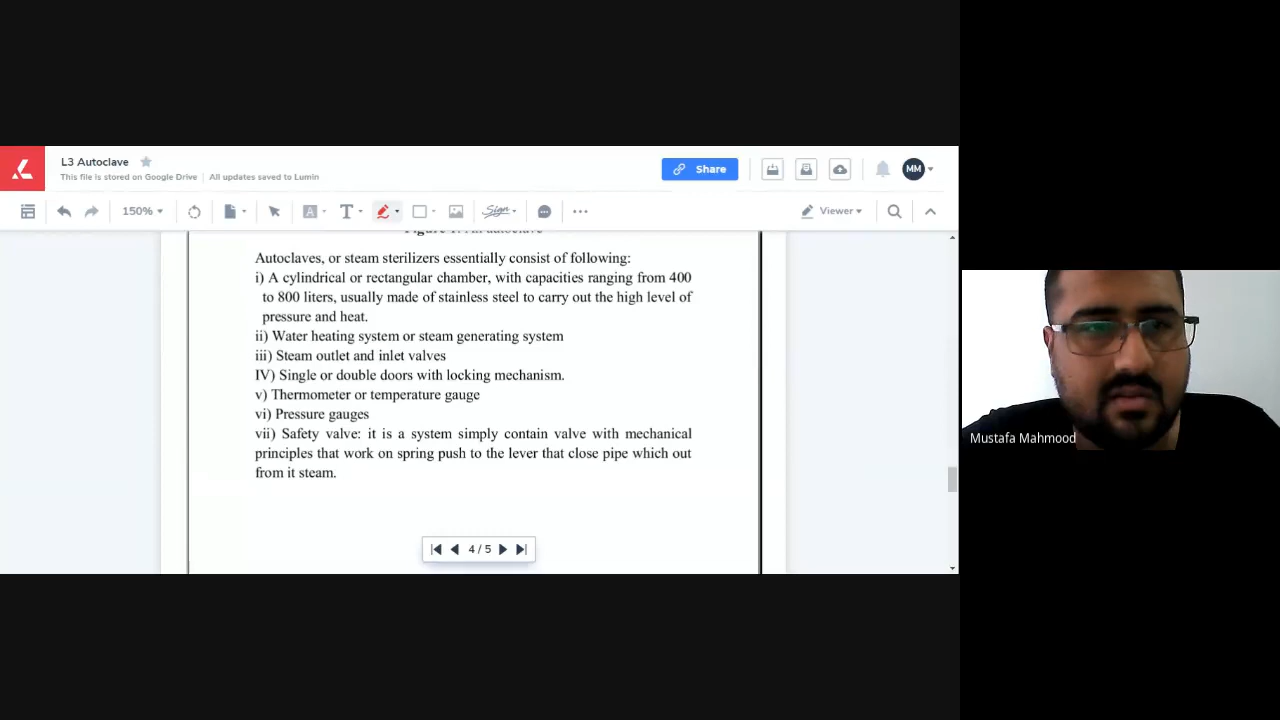 L3 Autoclave
This file is stored on Google Drive | All updates saved to Lumin
Share
MM
150%
A
T
Sign
Viewer
Autoclaves, or steam sterilizers essentially consist of following:
i) A cylindrical or rectangular chamber, with capacities ranging from 400
to 800 liters, usually made of stainless steel to carry out the high level of
pressure and heat.
ii) Water heating system or steam generating system
iii) Steam outlet and inlet valves
IV) Single or double doors with locking mechanism.
v) Thermometer or temperature gauge
vi) Pressure gauges
vii) Safety valve: it is a system simply contain valve with mechanical
principles that work on spring push to the lever that close pipe which out
from it steam.
4 / 5
Mustafa Mahmood